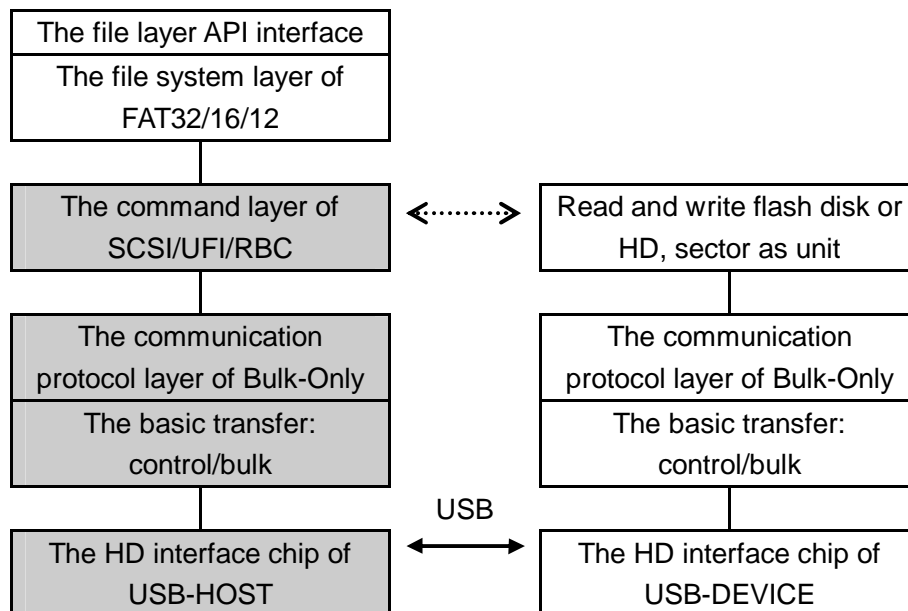 The file layer API interface
The file system layer of
FAT32/16/12
The command layer of
SCSI/UFI/RBC
Read and write flash disk or
HD, sector as unit
The communication
protocol layer of Bulk-Only
The basic transfer:
control/bulk
The communication
protocol layer of Bulk-Only
The basic transfer:
control/bulk
USB
The HD interface chip of
USB-HOST
The HD interface chip of
USB-DEVICE